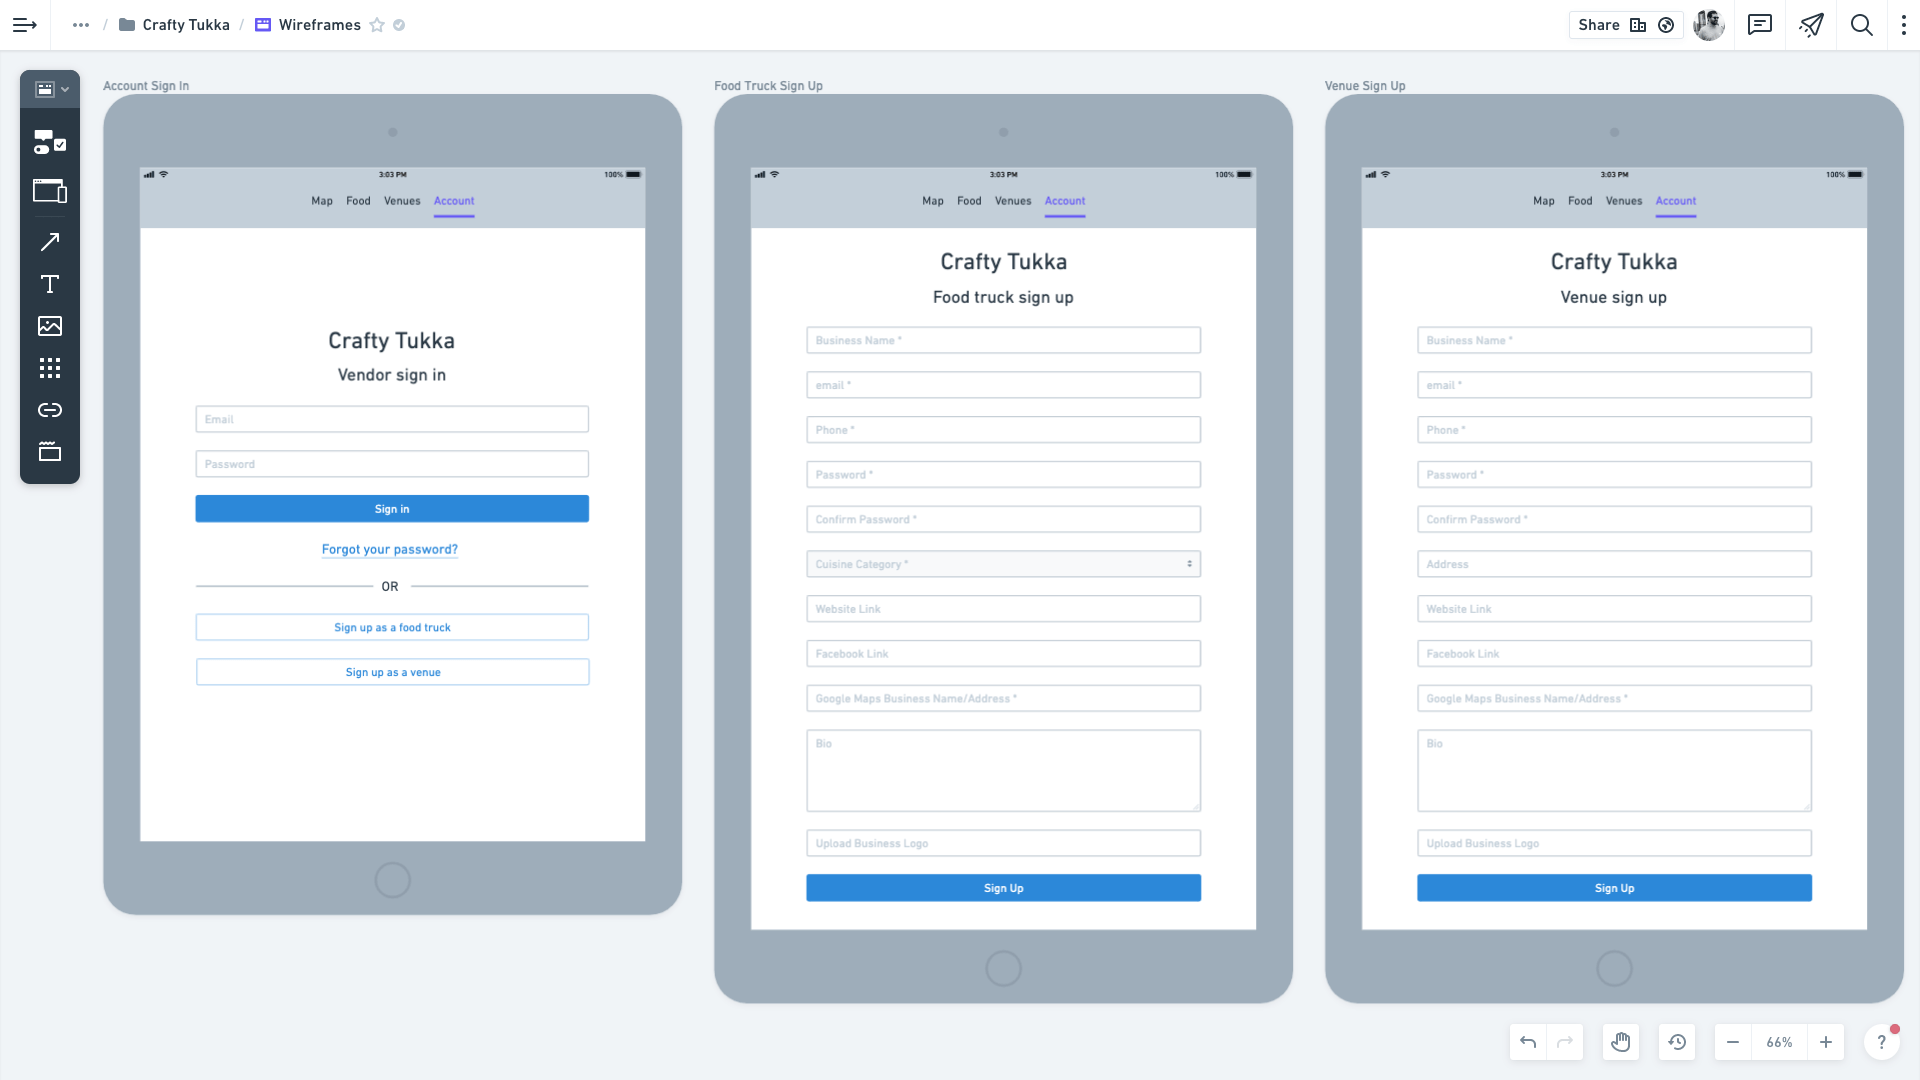 ••• / Crafty Tukka / Wireframes
Share
Account Sign In
3:03 PM 100%
Map Food Venues Account
Crafty Tukka
Vendor sign in
Email
Password
Sign in
Forgot your password?
OR
Sign up as a food truck
Sign up as a venue
Food Truck Sign Up
3:03 PM 100%
Map Food Venues Account
Crafty Tukka
Food truck sign up
Business Name *
email *
Phone *
Password *
Confirm Password *
Cuisine Category *
Website Link
Facebook Link
Google Maps Business Name/Address *
Bio
Upload Business Logo
Sign Up
Venue Sign Up
3:03 PM 100%
Map Food Venues Account
Crafty Tukka
Venue sign up
Business Name *
email *
Phone *
Password *
Confirm Password *
Address
Website Link
Facebook Link
Google Maps Business Name/Address *
Bio
Upload Business Logo
Sign Up
66%
?